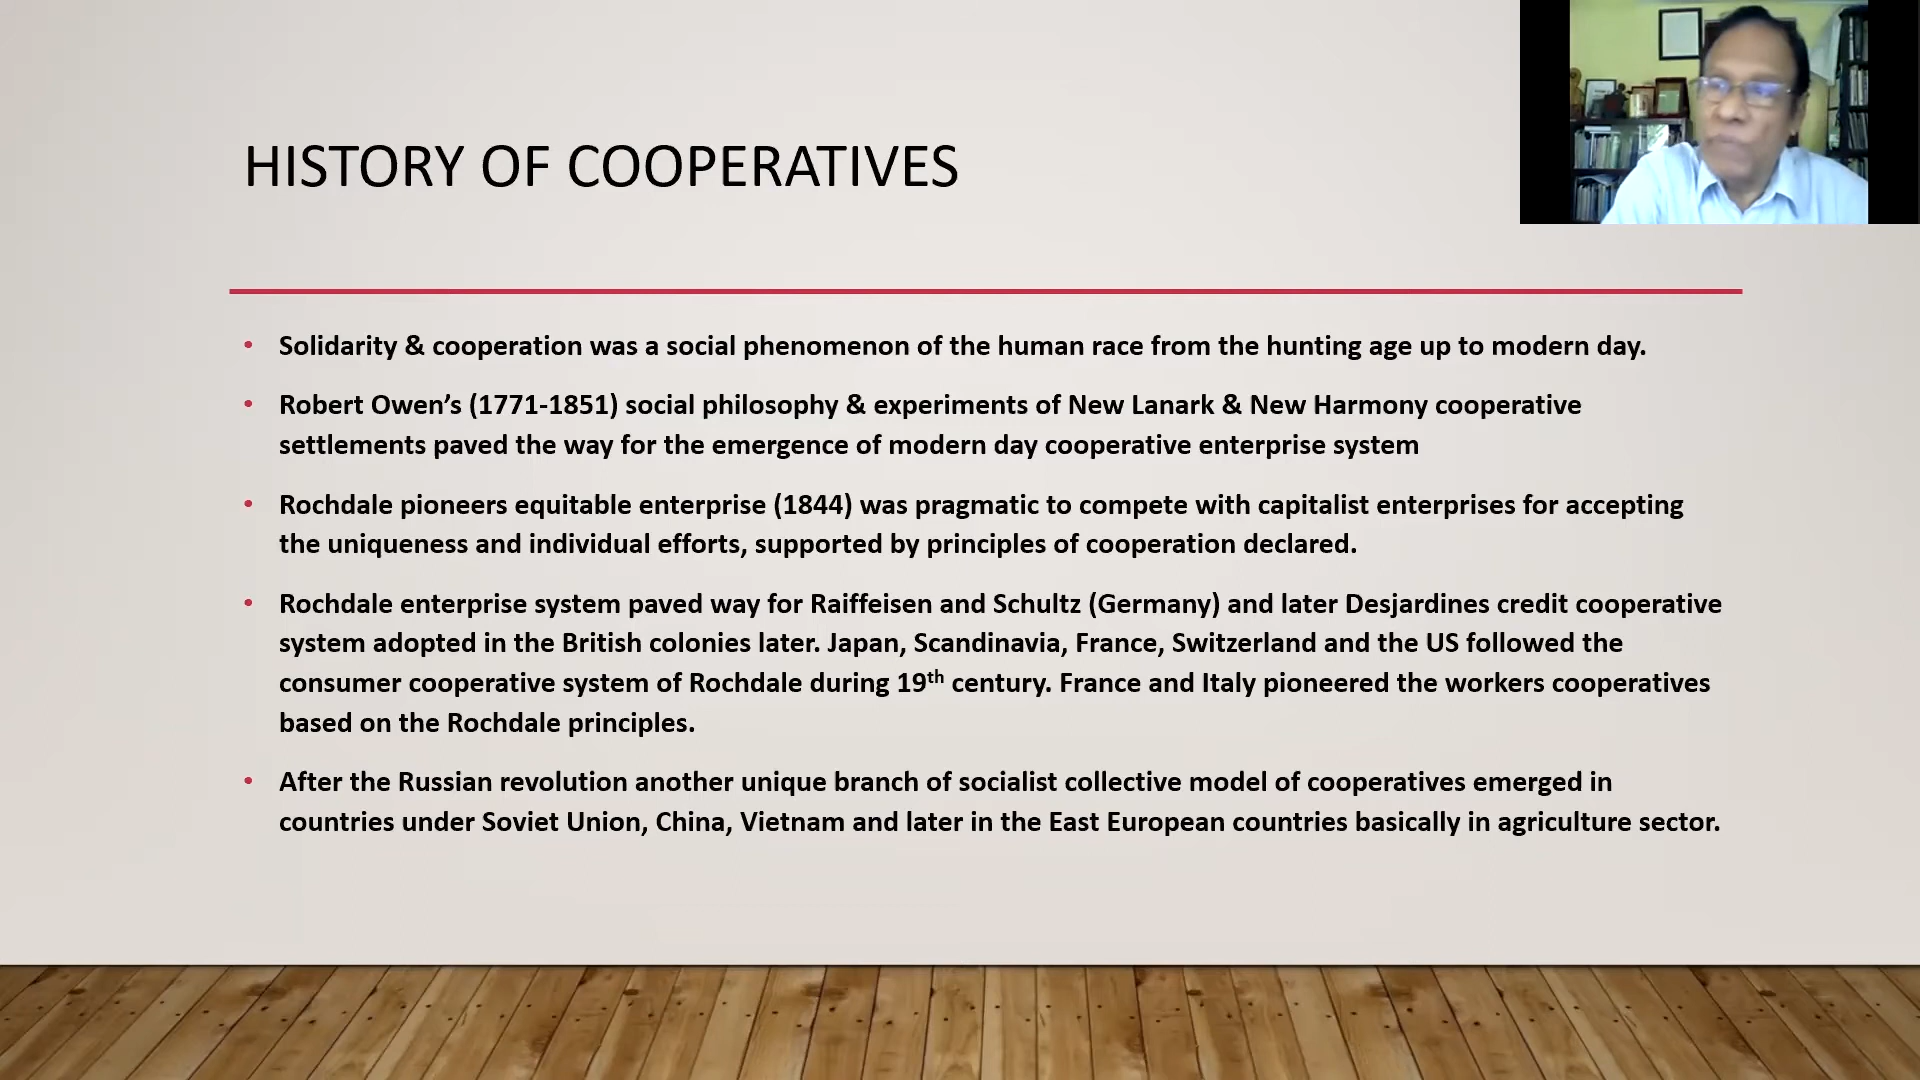 HISTORY OF COOPERATIVES
• Solidarity & cooperation was a social phenomenon of the human race from the hunting age up to modern day.
• Robert Owen’s (1771-1851) social philosophy & experiments of New Lanark & New Harmony cooperative
settlements paved the way for the emergence of modern day cooperative enterprise system
• Rochdale pioneers equitable enterprise (1844) was pragmatic to compete with capitalist enterprises for accepting
the uniqueness and individual efforts, supported by principles of cooperation declared.
• Rochdale enterprise system paved way for Raiffeisen and Schultz (Germany) and later Desjardines credit cooperative
system adopted in the British colonies later. Japan, Scandinavia, France, Switzerland and the US followed the
consumer cooperative system of Rochdale during 19th century. France and Italy pioneered the workers cooperatives
based on the Rochdale principles.
• After the Russian revolution another unique branch of socialist collective model of cooperatives emerged in
countries under Soviet Union, China, Vietnam and later in the East European countries basically in agriculture sector.